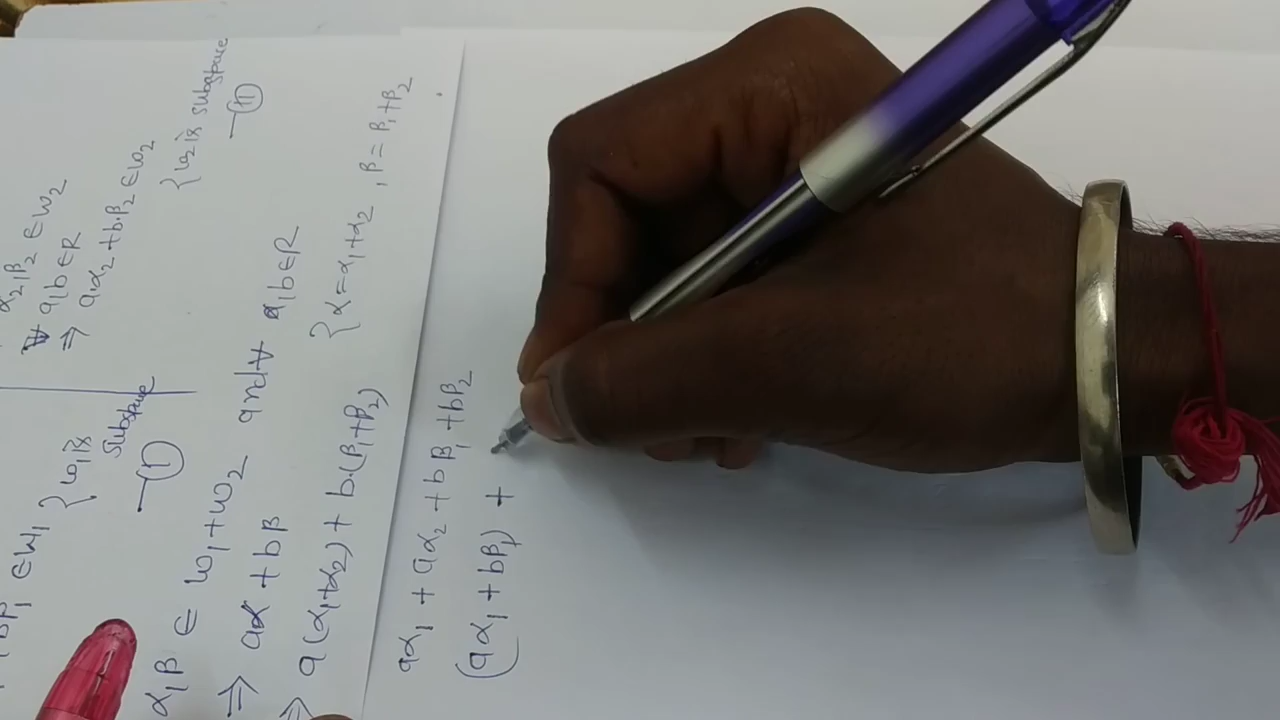 α2,β2 ∈ W2
∀ a,b∈R
⇒ aα2+b·β2 ∈ W2
{W2 is subspace
—(II)
∈ W1 {W1 is
subspace
—(I)
α,β ∈ W1+W2 and ∀ a,b∈R
⇒ aα + bβ
⇒ a(α1+α2) + b·(β1+β2) {α=α1+α2 , β=β1+β2
aα1 + aα2 + bβ1 + bβ2
(aα1 + bβ1) +